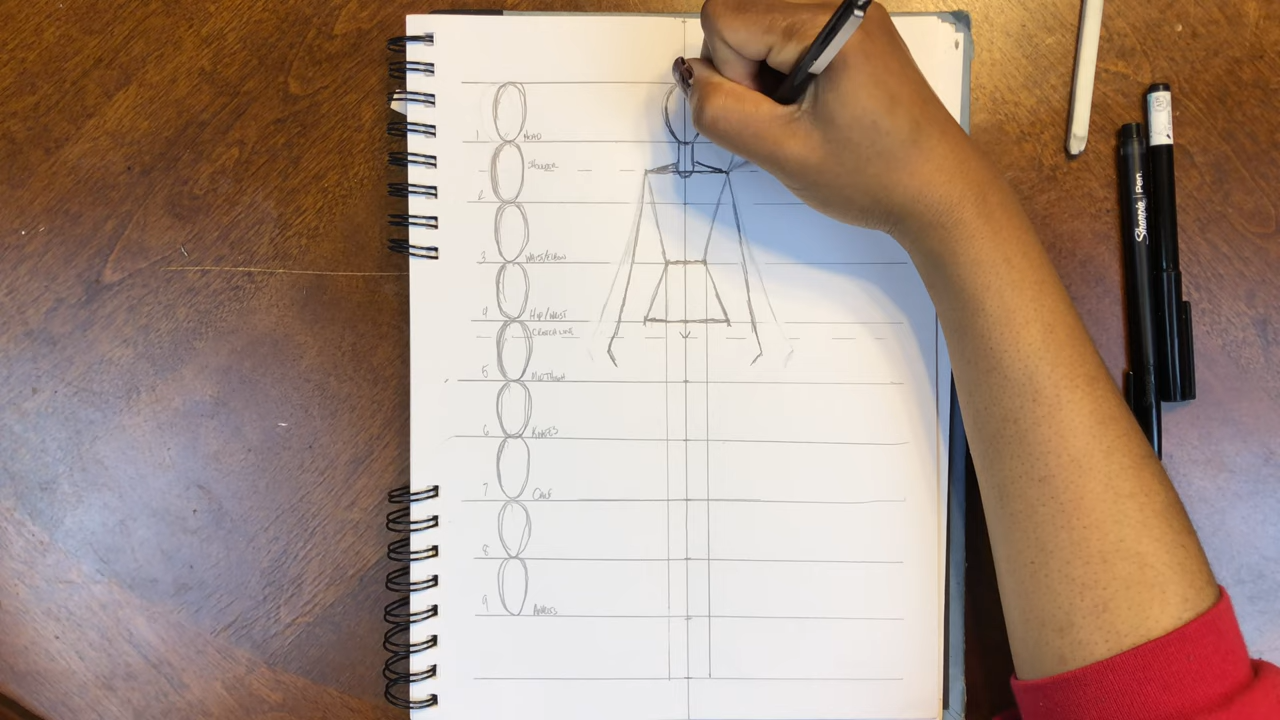 1 HEAD
SHOULDER
2
3 WAIST/ELBOW
4 HIP/WRIST
CROTCH LINE
5 MIDTHIGH
6 KNEES
7 CALF
8
9 ANKLES
Sharpie | Pen.